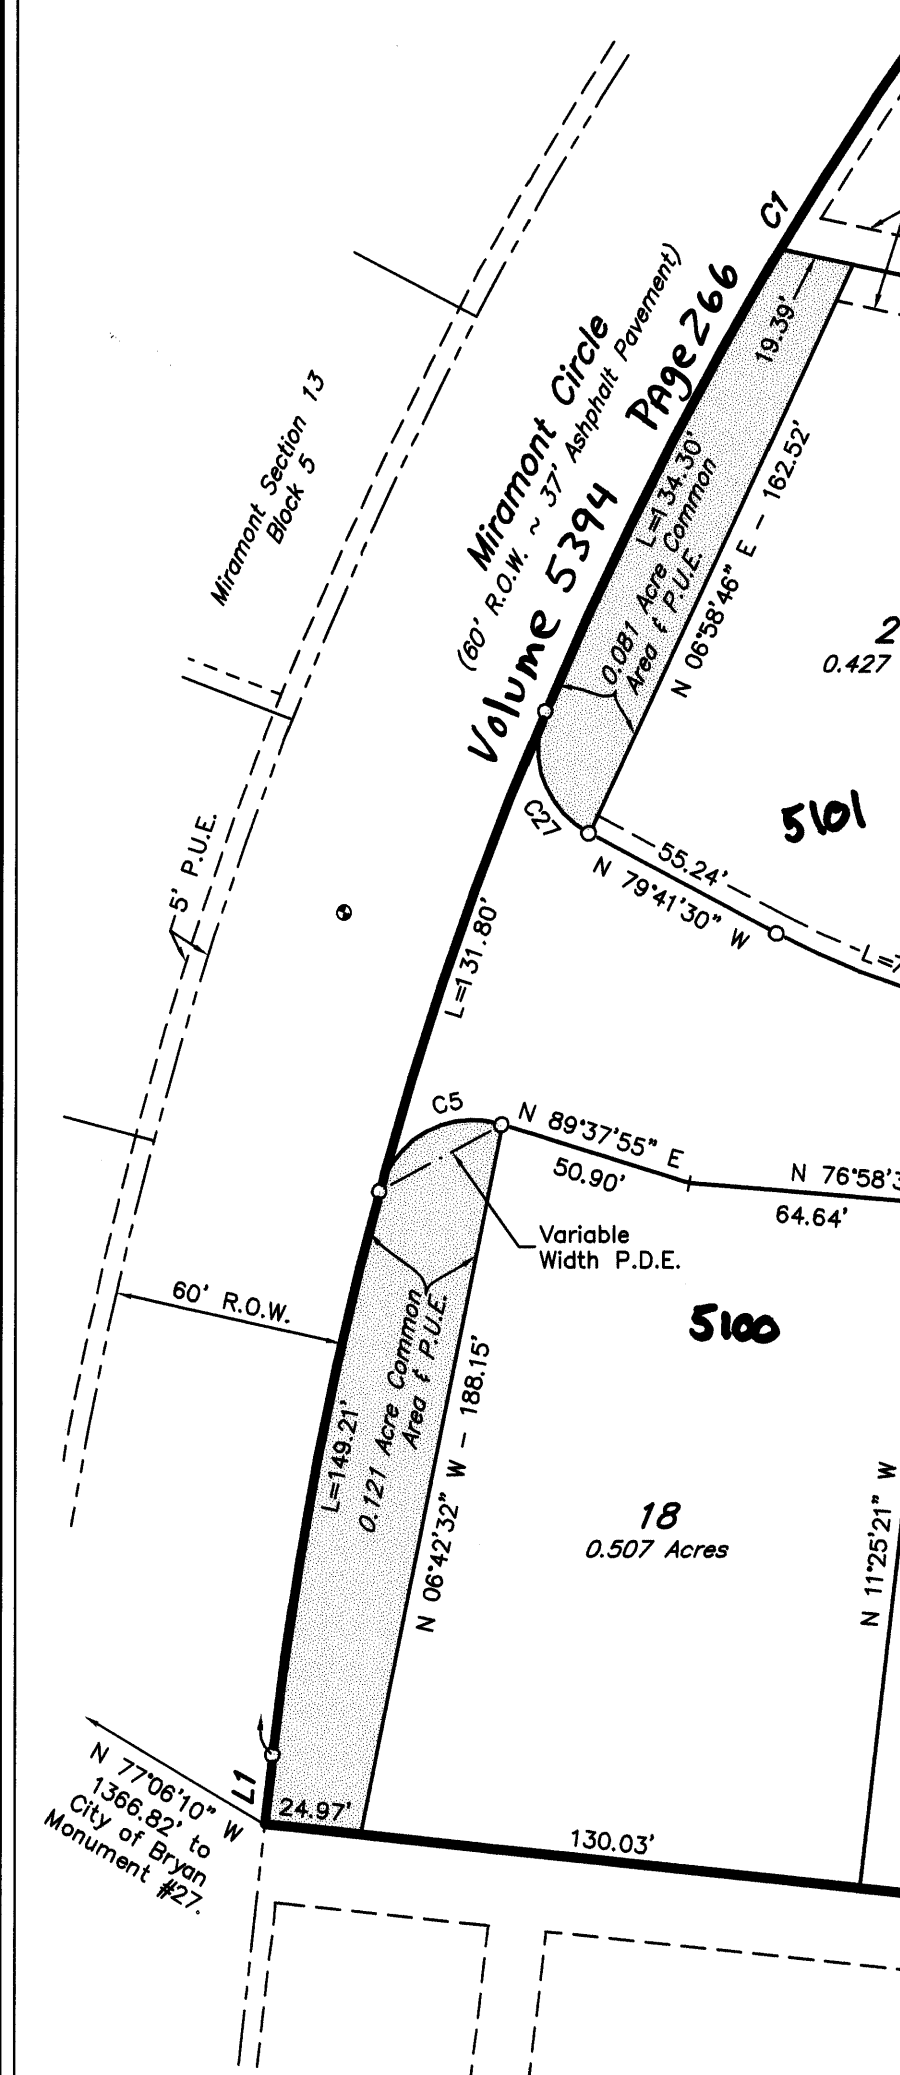 C1
19.39'
Miramont Circle
(60' R.O.W. ~ 37' Ashphalt Pavement)
Volume 5394 PAge 266
Miramont Section 13
Block 5
L=134.30'
0.081 Acre Common
Area & P.U.E.
N 06°58'46" E - 162.52'
2
0.427
5101
5' P.U.E.
C27
55.24'
N 79°41'30" W
L=7
L=131.80'
C5
N 89°37'55" E
50.90'
N 76°58'3
64.64'
Variable
Width P.D.E.
60' R.O.W.
5100
L=149.21'
0.121 Acre Common
Area & P.U.E.
N 06°42'32" W - 188.15'
18
0.507 Acres
N 11°25'21" W
L1
24.97'
130.03'
N 77°06'10" W
1366.82' to
City of Bryan
Monument #27.